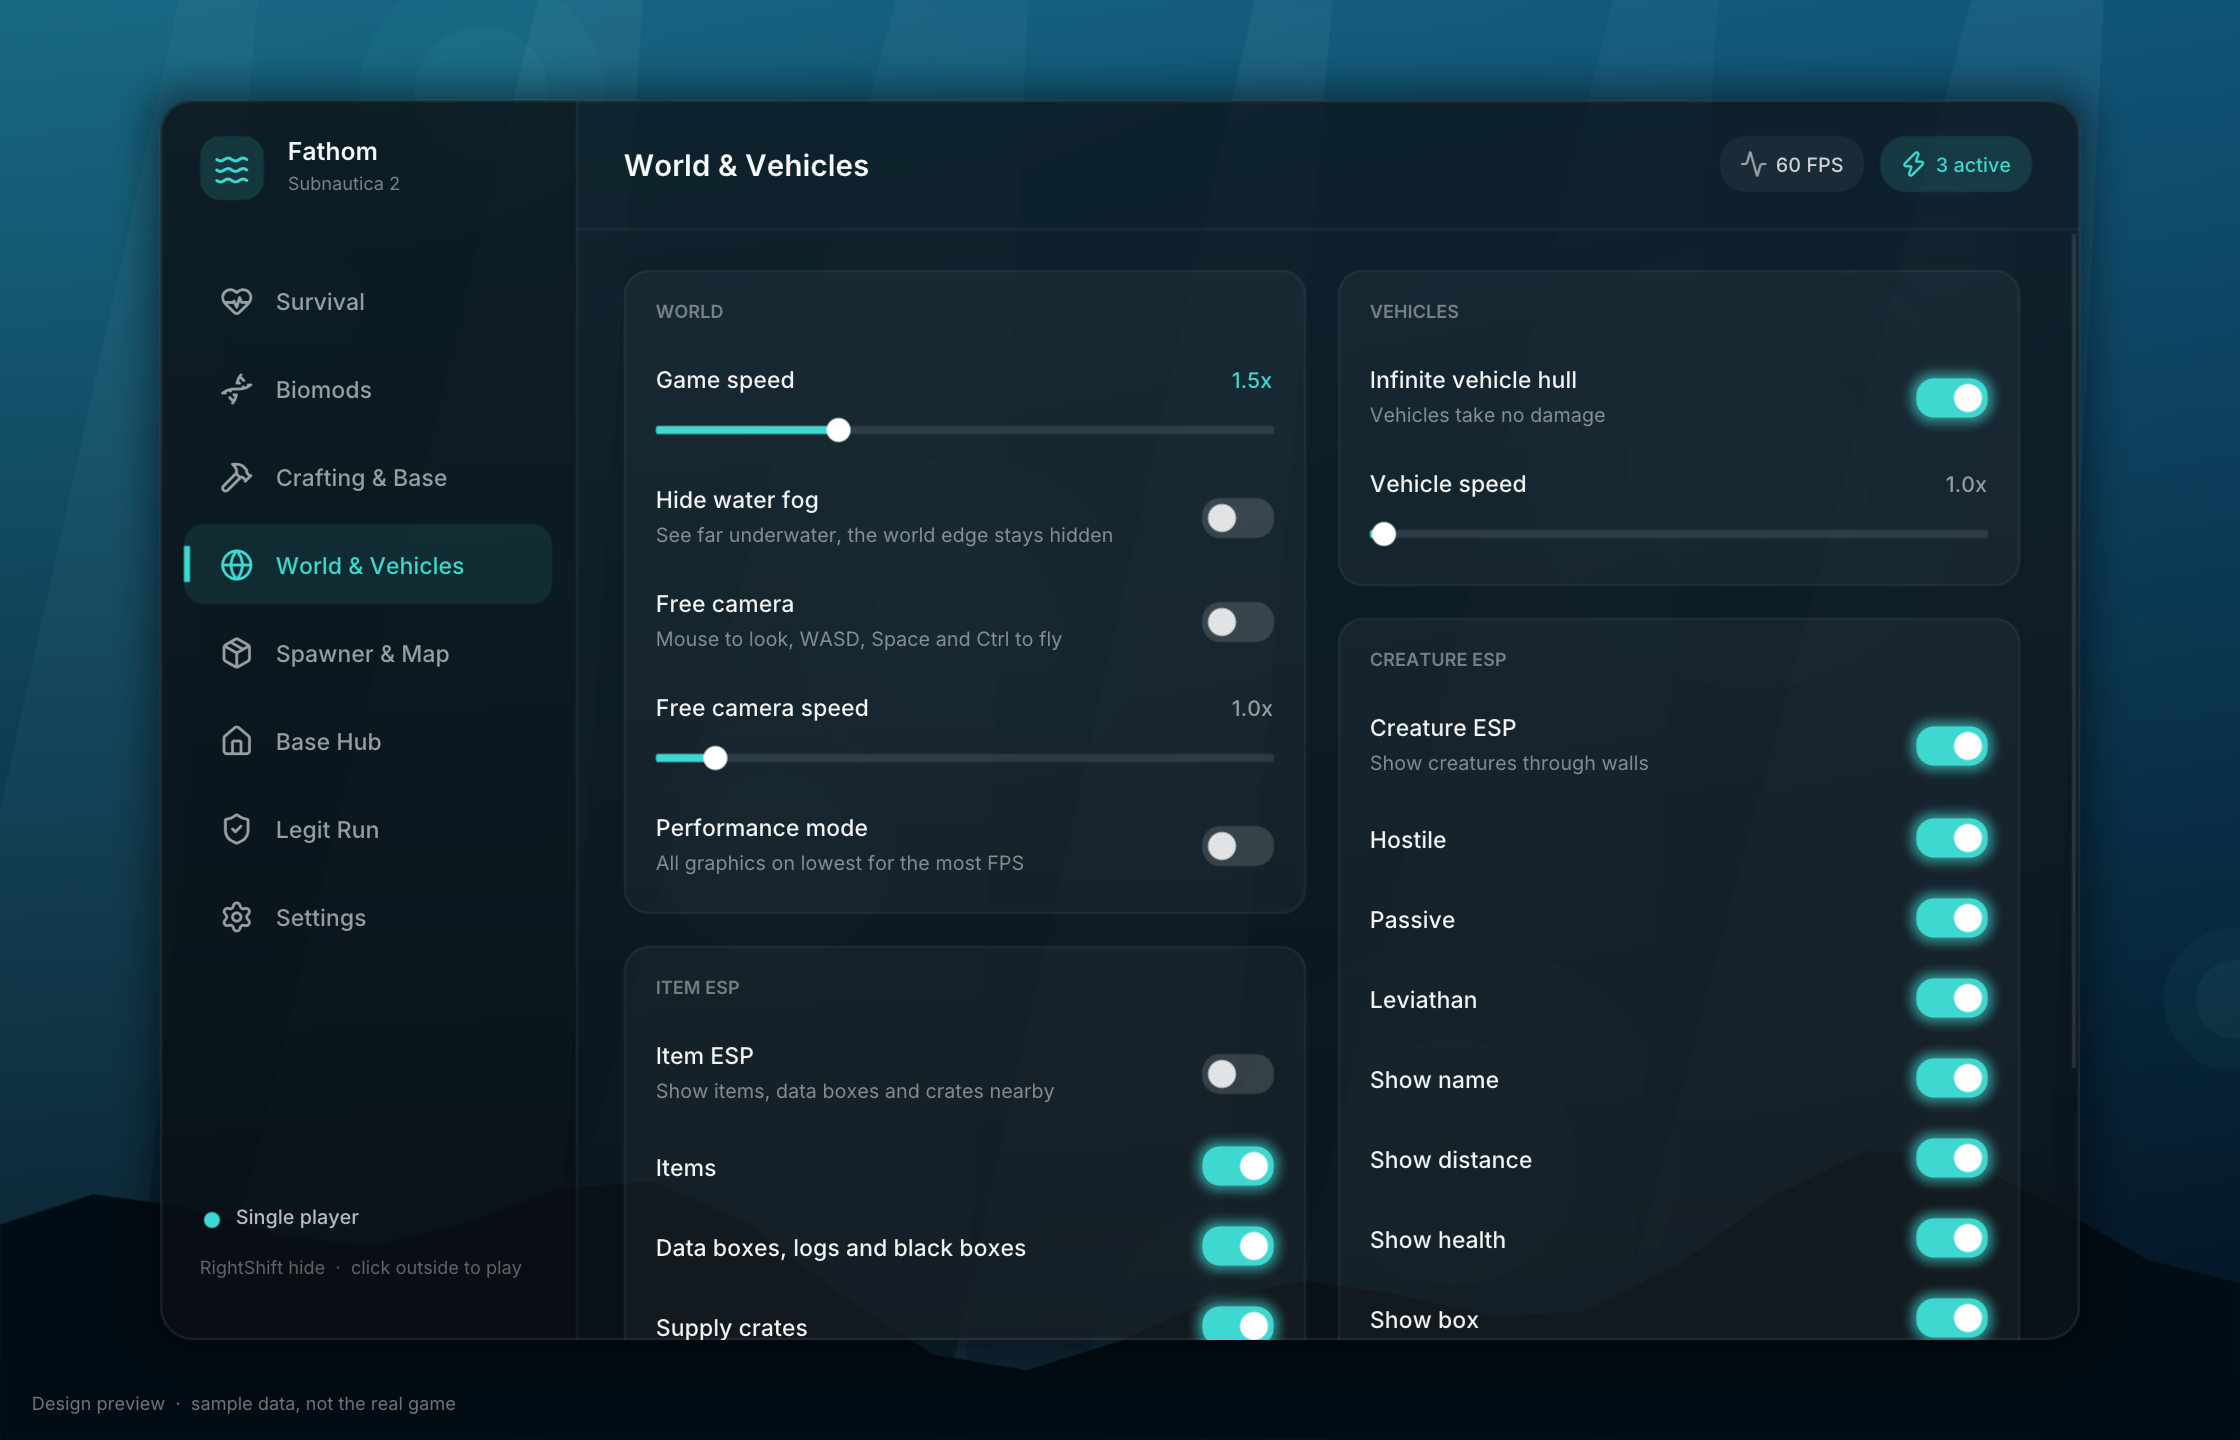 Fathom
Subnautica 2
Survival
Biomods
Crafting & Base
World & Vehicles
Spawner & Map
Base Hub
Legit Run
Settings
Single player
RightShift hide · click outside to play
World & Vehicles
60 FPS
3 active
WORLD
Game speed
1.5x
Hide water fog
See far underwater, the world edge stays hidden
Free camera
Mouse to look, WASD, Space and Ctrl to fly
Free camera speed
1.0x
Performance mode
All graphics on lowest for the most FPS
ITEM ESP
Item ESP
Show items, data boxes and crates nearby
Items
Data boxes, logs and black boxes
Supply crates
VEHICLES
Infinite vehicle hull
Vehicles take no damage
Vehicle speed
1.0x
CREATURE ESP
Creature ESP
Show creatures through walls
Hostile
Passive
Leviathan
Show name
Show distance
Show health
Show box
Design preview · sample data, not the real game